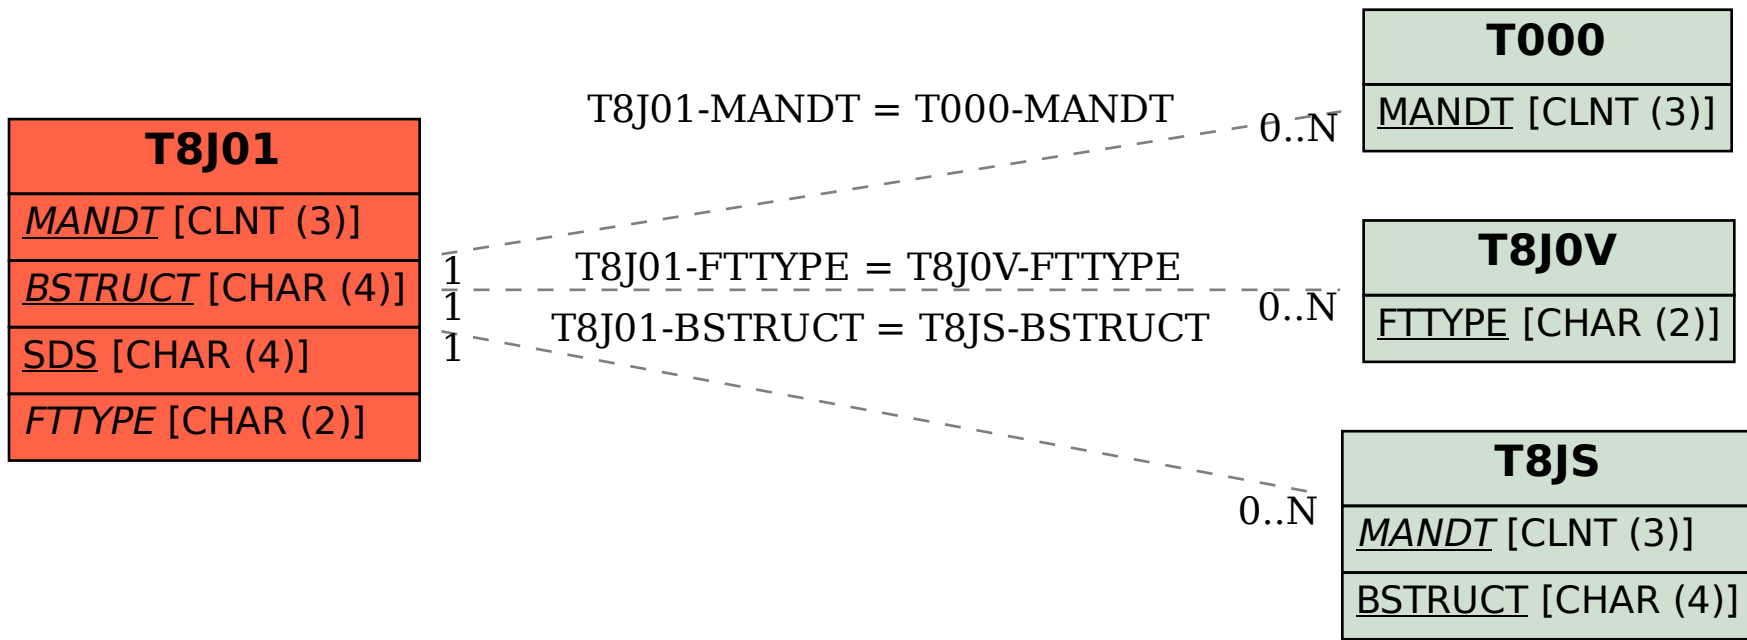 T8J01
MANDT [CLNT (3)]
BSTRUCT [CHAR (4)]
SDS [CHAR (4)]
FTTYPE [CHAR (2)]
T8J01-MANDT = T000-MANDT
0..N
1
T8J01-FTTYPE = T8J0V-FTTYPE
0..N
1
T8J01-BSTRUCT = T8JS-BSTRUCT
1
0..N
T000
MANDT [CLNT (3)]
T8J0V
FTTYPE [CHAR (2)]
T8JS
MANDT [CLNT (3)]
BSTRUCT [CHAR (4)]